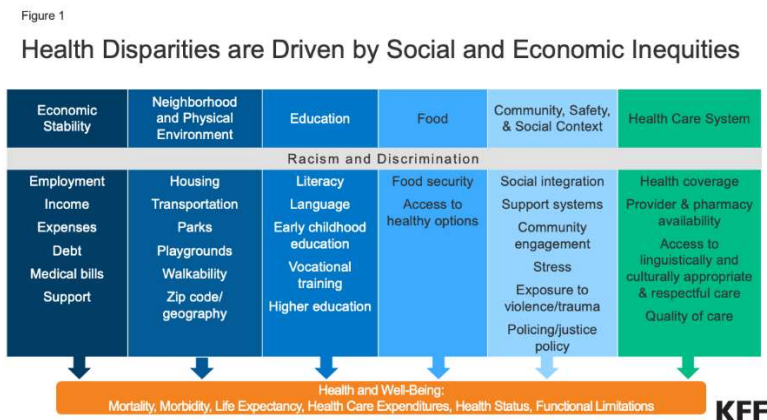 Figure 1
Health Disparities are Driven by Social and Economic Inequities
Economic
Stability
Neighborhood
and Physical
Environment
Education
Food
Community, Safety,
& Social Context
Health Care System
Racism and Discrimination
Employment
Income
Expenses
Debt
Medical bills
Support
Housing
Transportation
Parks
Playgrounds
Walkability
Zip code/
geography
Literacy
Language
Early childhood
education
Vocational
training
Higher education
Food security
Access to
healthy options
Social integration
Support systems
Community
engagement
Stress
Exposure to
violence/trauma
Policing/justice
policy
Health coverage
Provider & pharmacy
availability
Access to
linguistically and
culturally appropriate
& respectful care
Quality of care
Health and Well-Being:
Mortality, Morbidity, Life Expectancy, Health Care Expenditures, Health Status, Functional Limitations
KFF